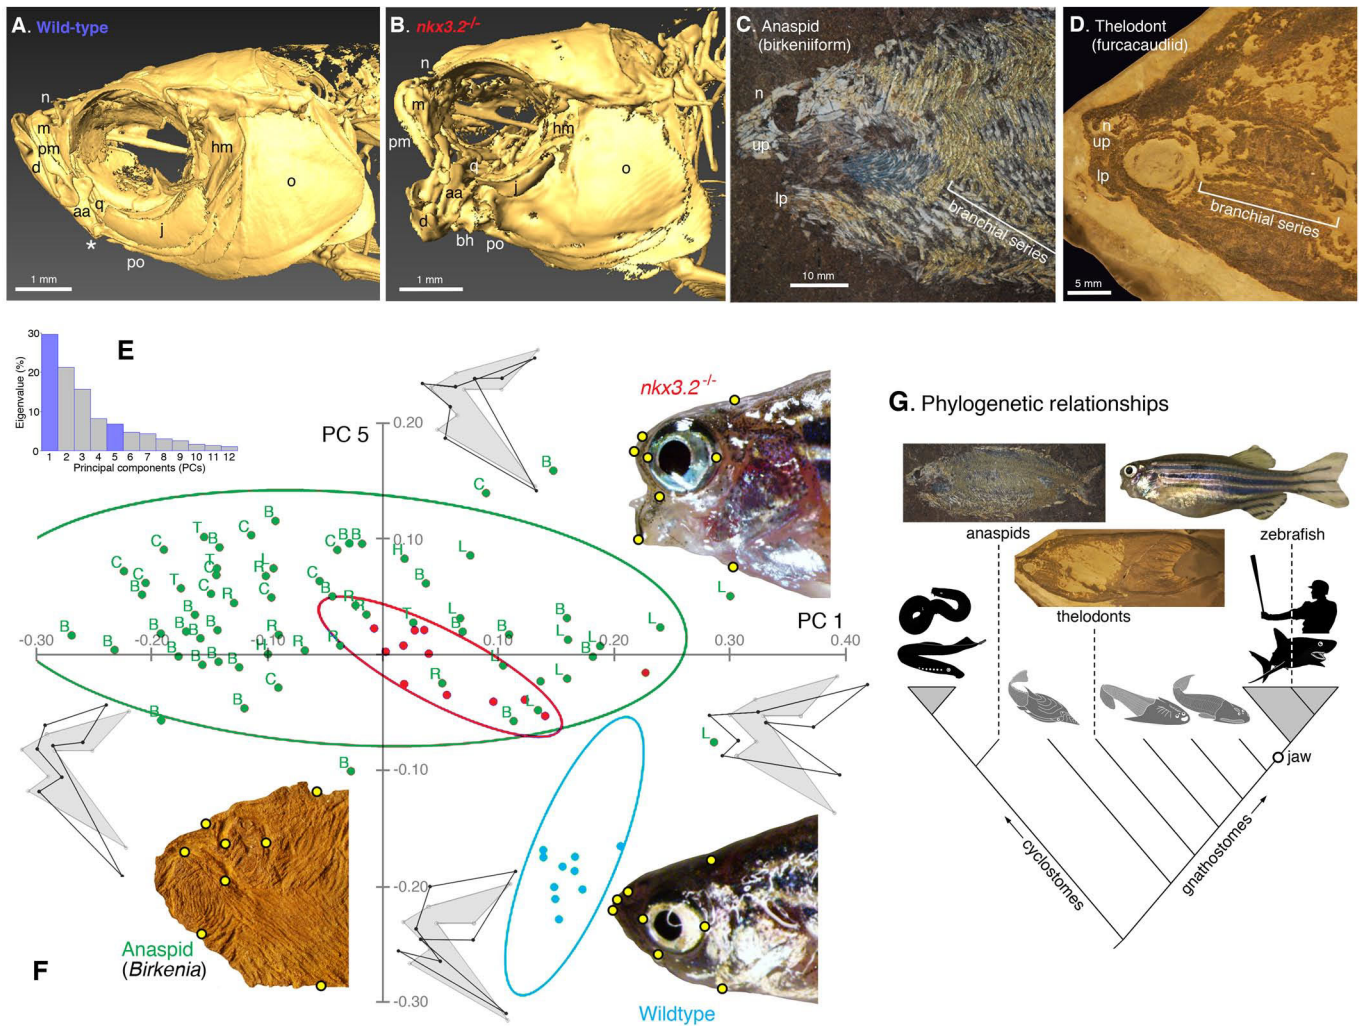 A. Wild-type
n
m
pm
d
aa
q
*
j
po
hm
o
1 mm
B. nkx3.2-/-
n
m
pm
hm
q
aa
j
d
bh
po
o
1 mm
C. Anaspid
(birkeniiform)
n
up
lp
branchial series
10 mm
D. Thelodont
(furcacaudiid)
n
up
lp
branchial series
5 mm
E
Eigenvalue (%)
30
20
10
0
1 2 3 4 5 6 7 8 9 10 11 12
Principal components (PCs)
PC 5
0.20
0.10
-0.10
-0.20
-0.30
PC 1
-0.30
-0.20
-0.10
0.10
0.20
0.30
0.40
nkx3.2-/-
Anaspid
(Birkenia)
F
Wildtype
G. Phylogenetic relationships
anaspids
zebrafish
thelodonts
jaw
cyclostomes
gnathostomes